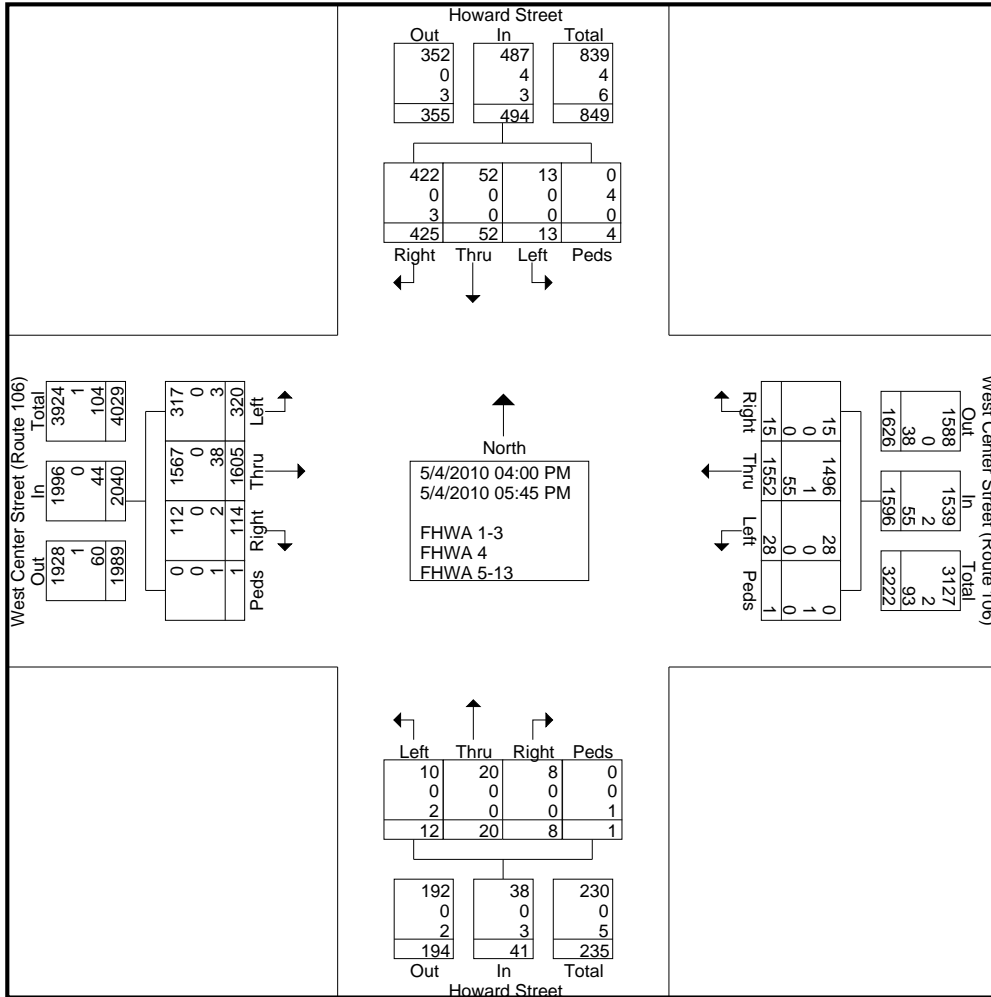 Howard Street
Out In Total
352 487 839
0 4 4
3 3 6
355 494 849
422 52 13 0
0 0 0 4
3 0 0 0
425 52 13 4
Right Thru Left Peds
West Center Street (Route 106)
Total In Out
3924 1996 1928
1 0 1
104 44 60
4029 2040 1989
317 1567 112 0
0 0 0 0
3 38 2 1
320 1605 114 1
Left Thru Right Peds
North
5/4/2010 04:00 PM
5/4/2010 05:45 PM
FHWA 1-3
FHWA 4
FHWA 5-13
Right Thru Left Peds
15 1496 28 0
0 1 0 1
0 55 0 0
15 1552 28 1
West Center Street (Route 106)
Out In Total
1588 1539 3127
0 2 2
38 55 93
1626 1596 3222
Left Thru Right Peds
10 20 8 0
0 0 0 0
2 0 0 1
12 20 8 1
192 38 230
0 0 0
2 3 5
194 41 235
Out In Total
Howard Street